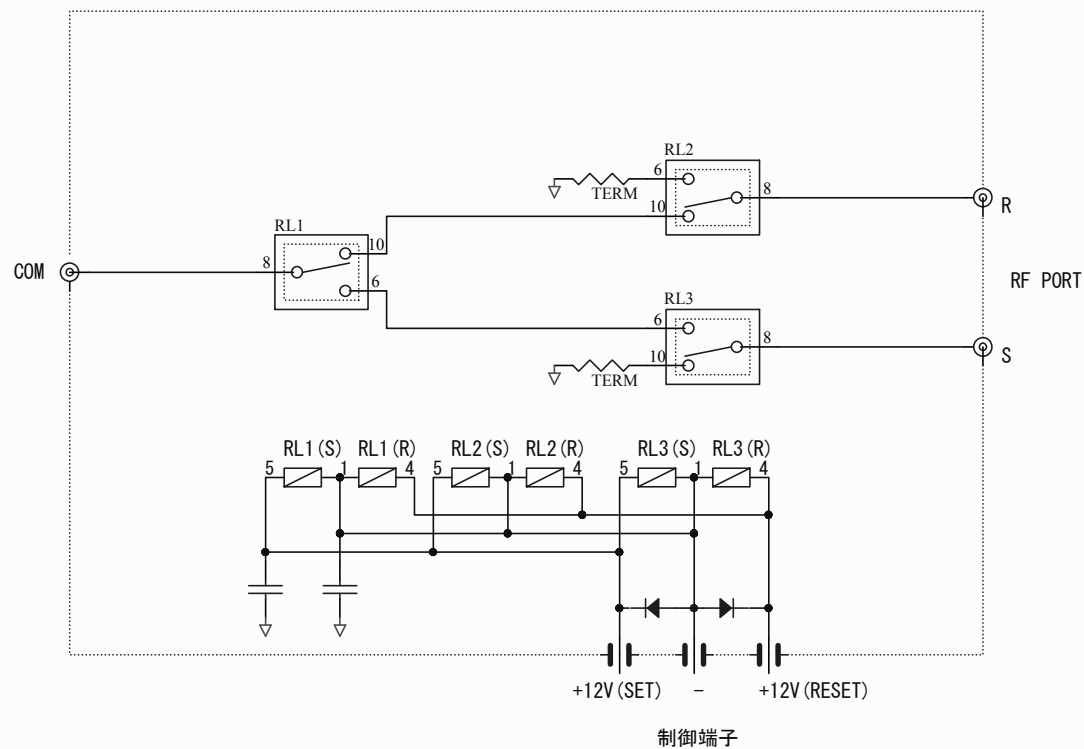 RL2
6
TERM
8
10
R
RL1
10
8
COM
6
RF PORT
RL3
6
8
10
S
TERM
RL1(S) RL1(R) RL2(S) RL2(R) RL3(S) RL3(R)
5 1 4 5 1 4 5 1 4
+12V(SET) - +12V(RESET)
制御端子